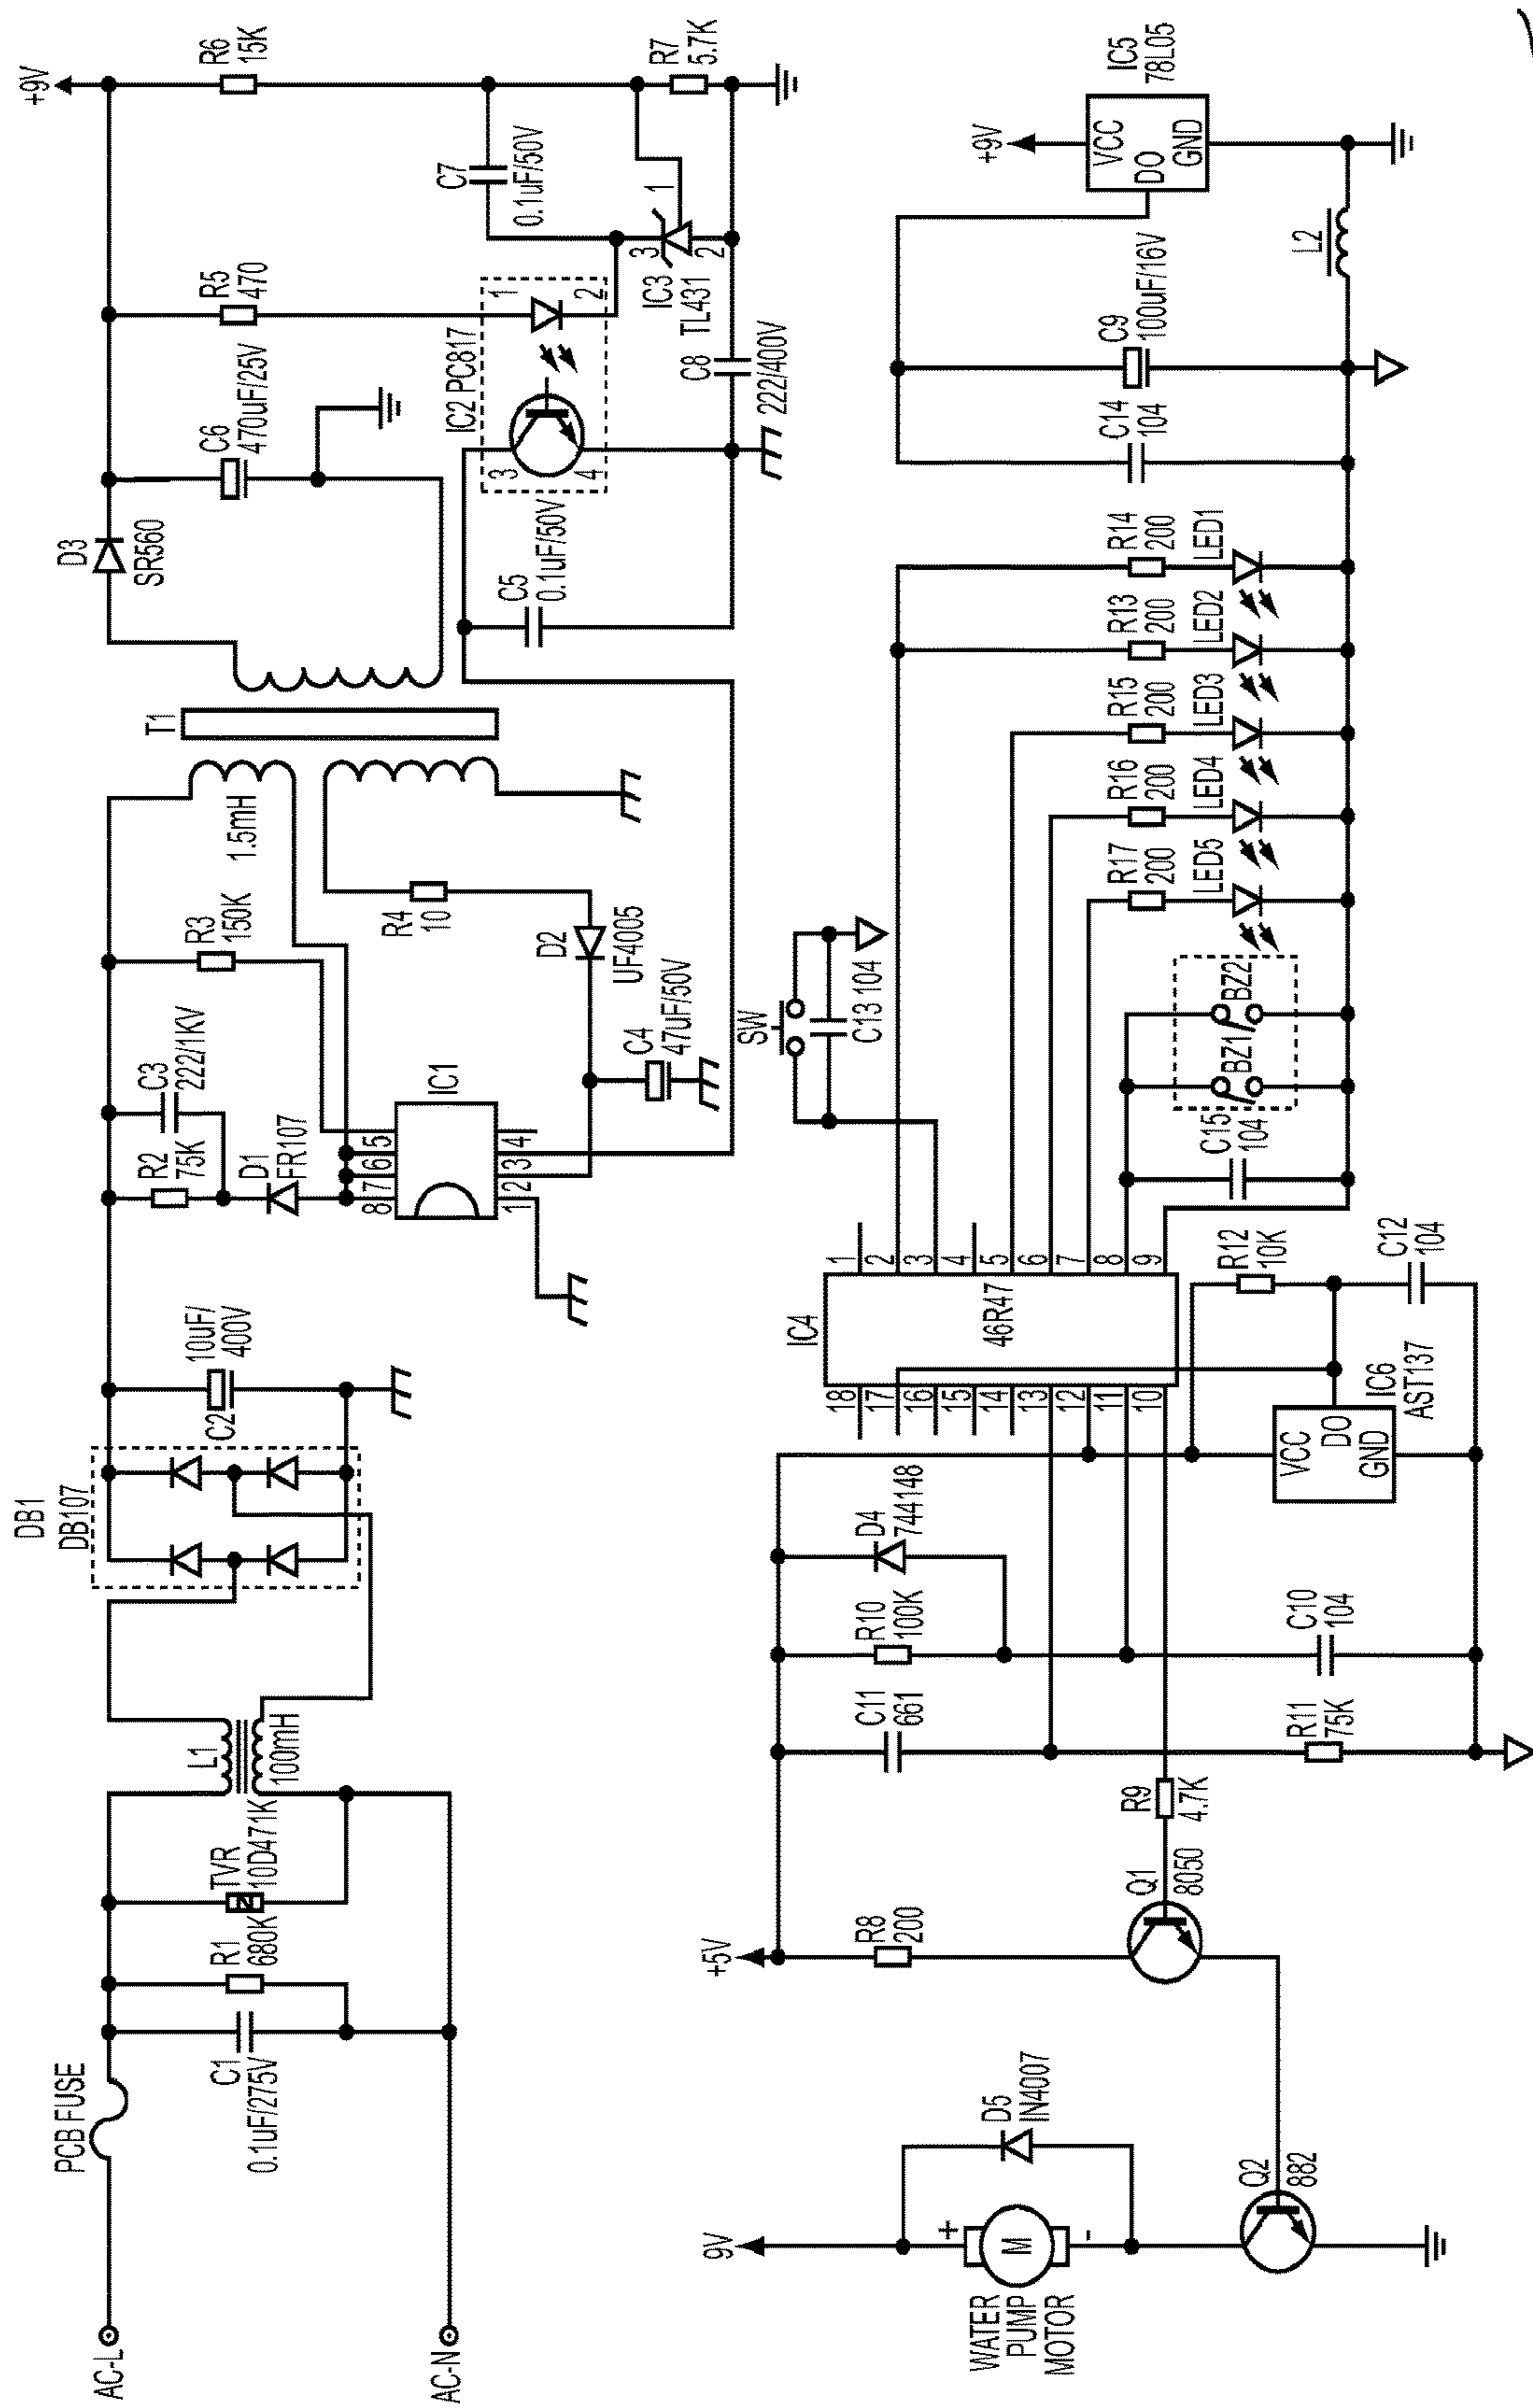 AC-L
AC-N
PCB FUSE
C1
0.1uF/275V
R1
680K
TVR
10D471K
L1
100mH
DB1
DB107
C2
10uF/
400V
R2
75K
C3
222/1KV
D1
FR107
R3
150K
IC1
8
7
6
5
1
2
3
4
C4
47uF/50V
D2
UF4005
R4
10
1.5mH
T1
D3
SR560
C6
470uF/25V
C5
0.1uF/50V
IC2 PC817
3
4
1
2
R5
470
C7
0.1uF/50V
IC3
TL431
3
2
1
C8
222/400V
+9V
R6
15K
R7
5.7K
9V
WATER
PUMP
MOTOR
+
M
-
D5
IN4007
Q2
882
+5V
R8
200
Q1
8050
R9
4.7K
C11
661
R11
75K
R10
100K
C10
104
D4
744148
IC6
AST137
VCC
DO
GND
R12
10K
C12
104
IC4
46R47
18
17
16
15
14
13
12
11
10
1
2
3
4
5
6
7
8
9
SW
C13 104
C15
104
BZ1
BZ2
R17
200
LED5
R16
200
LED4
R15
200
LED3
R13
200
LED2
R14
200
LED1
C14
104
C9
100uF/16V
L2
+9V
VCC
DO
GND
IC5
78L05